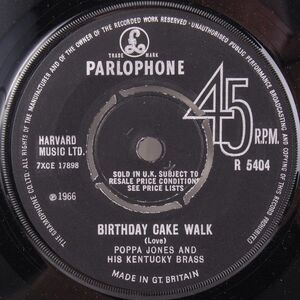 ALL RIGHTS OF THE MANUFACTURER AND OF THE OWNER OF THE RECORDED WORK RESERVED · UNAUTHORISED PUBLIC PERFORMANCE, BROADCASTING AND COPYING OF THIS RECORD PROHIBITED
THE GRAMOPHONE CO. LTD.
TRADE £ MARK
PARLOPHONE
45 R.P.M.
HARVARD
MUSIC LTD.
7XCE 17898
R 5404
℗1966
SOLD IN U.K. SUBJECT TO
RESALE PRICE CONDITIONS
SEE PRICE LISTS
BIRTHDAY CAKE WALK
(Love)
POPPA JONES AND
HIS KENTUCKY BRASS
MADE IN GT. BRITAIN